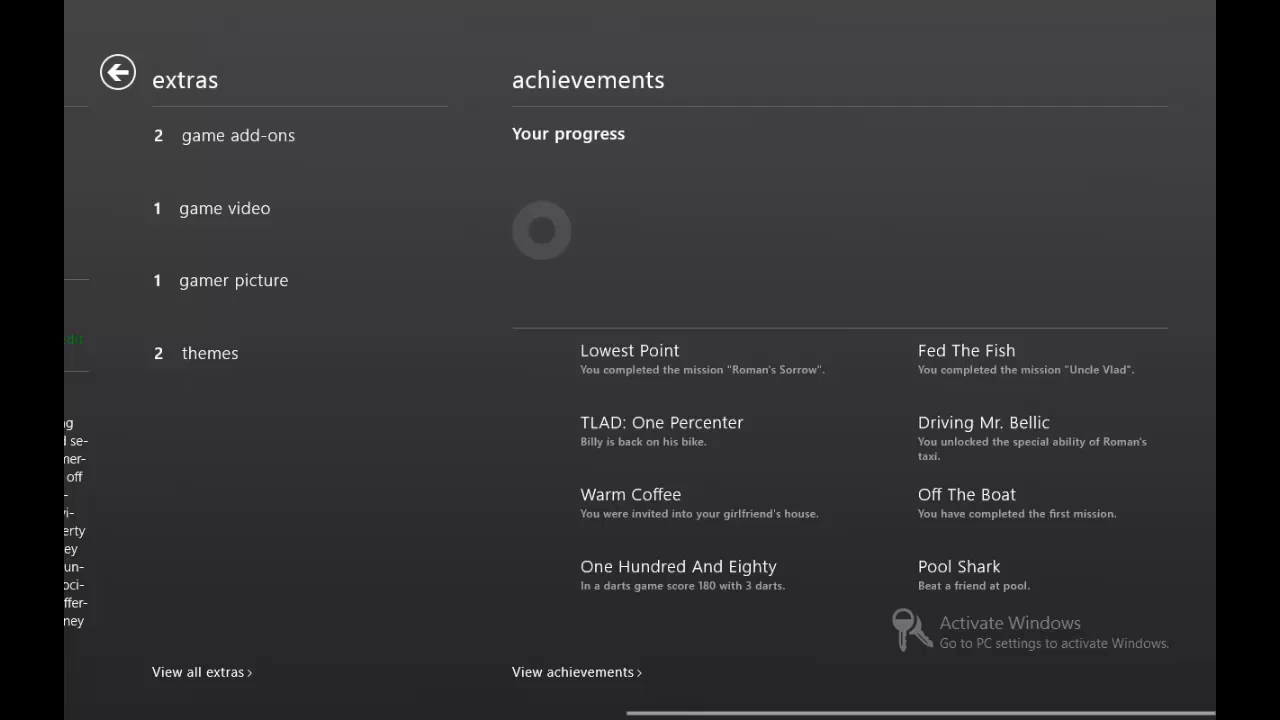 extras
2 game add-ons
1 game video
1 gamer picture
2 themes
View all extras ›
achievements
Your progress
Lowest Point
You completed the mission "Roman's Sorrow".
Fed The Fish
You completed the mission "Uncle Vlad".
TLAD: One Percenter
Billy is back on his bike.
Driving Mr. Bellic
You unlocked the special ability of Roman's
taxi.
Warm Coffee
You were invited into your girlfriend's house.
Off The Boat
You have completed the first mission.
One Hundred And Eighty
In a darts game score 180 with 3 darts.
Pool Shark
Beat a friend at pool.
View achievements ›
Activate Windows
Go to PC settings to activate Windows.